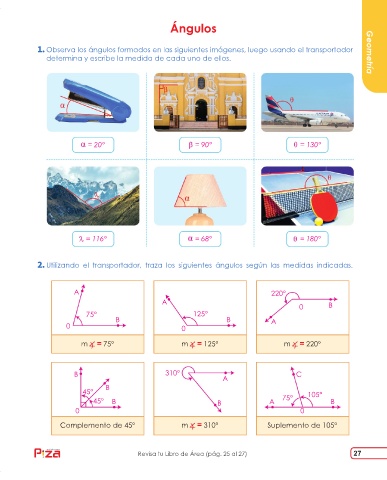 Ángulos
Geometría
1. Observa los ángulos formados en las siguientes imágenes, luego usando el transportador
determina y escribe la medida de cada uno de ellos.
α
β
θ
α = 20°
β = 90°
θ = 130°
α
θ
= 116°
α = 68°
θ = 180°
2. Utilizando el transportador, traza los siguientes ángulos según las medidas indicadas.
A
75°
B
0
A
125°
B
0
220°
0
B
A
m∡ = 75°
m∡ = 125°
m∡ = 220°
B
B
45°
45°
B
0
310°
A
B
C
75°
105°
A
B
0
Complemento de 45°
m∡ = 310°
Suplemento de 105°
Revisa tu Libro de Área (pág. 25 al 27)
27